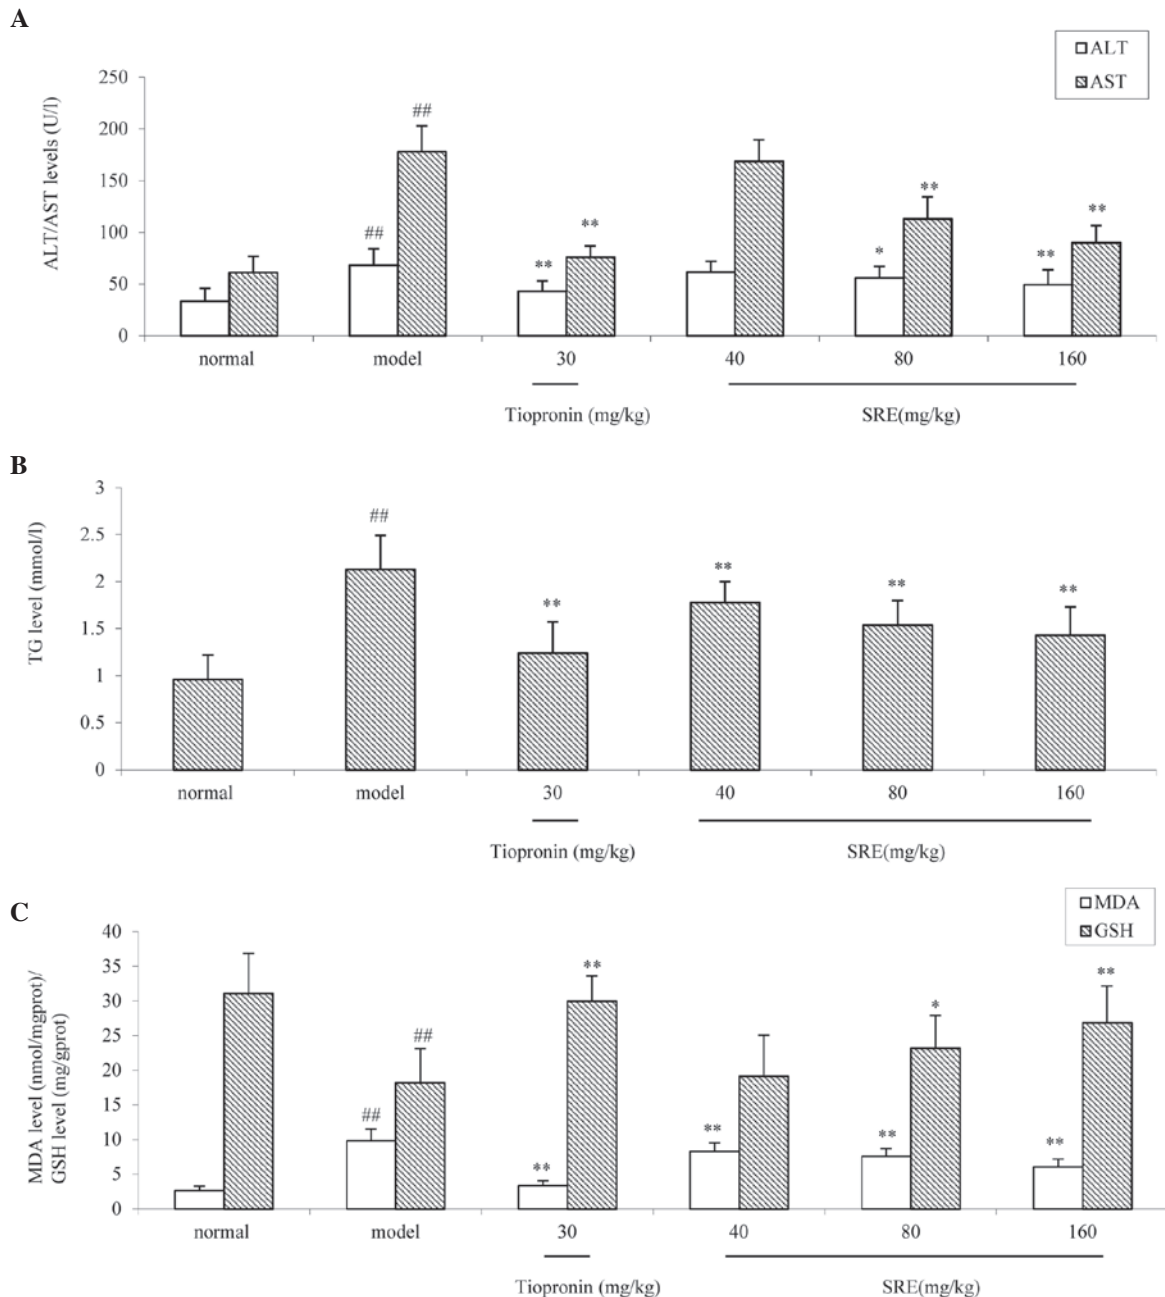 A
ALT
AST
ALT/AST levels (U/l)
250
200
150
100
50
0
##
##
**
**
*
**
**
**
normal
model
30
40
80
160
Tiopronin (mg/kg)
SRE(mg/kg)
B
TG level (mmol/l)
3
2.5
2
1.5
1
0.5
0
##
**
**
**
**
normal
model
30
40
80
160
Tiopronin (mg/kg)
SRE(mg/kg)
C
MDA
GSH
MDA level (nmol/mgprot)/
GSH level (mg/gprot)
40
35
30
25
20
15
10
5
0
##
##
**
**
**
**
*
**
**
normal
model
30
40
80
160
Tiopronin (mg/kg)
SRE(mg/kg)